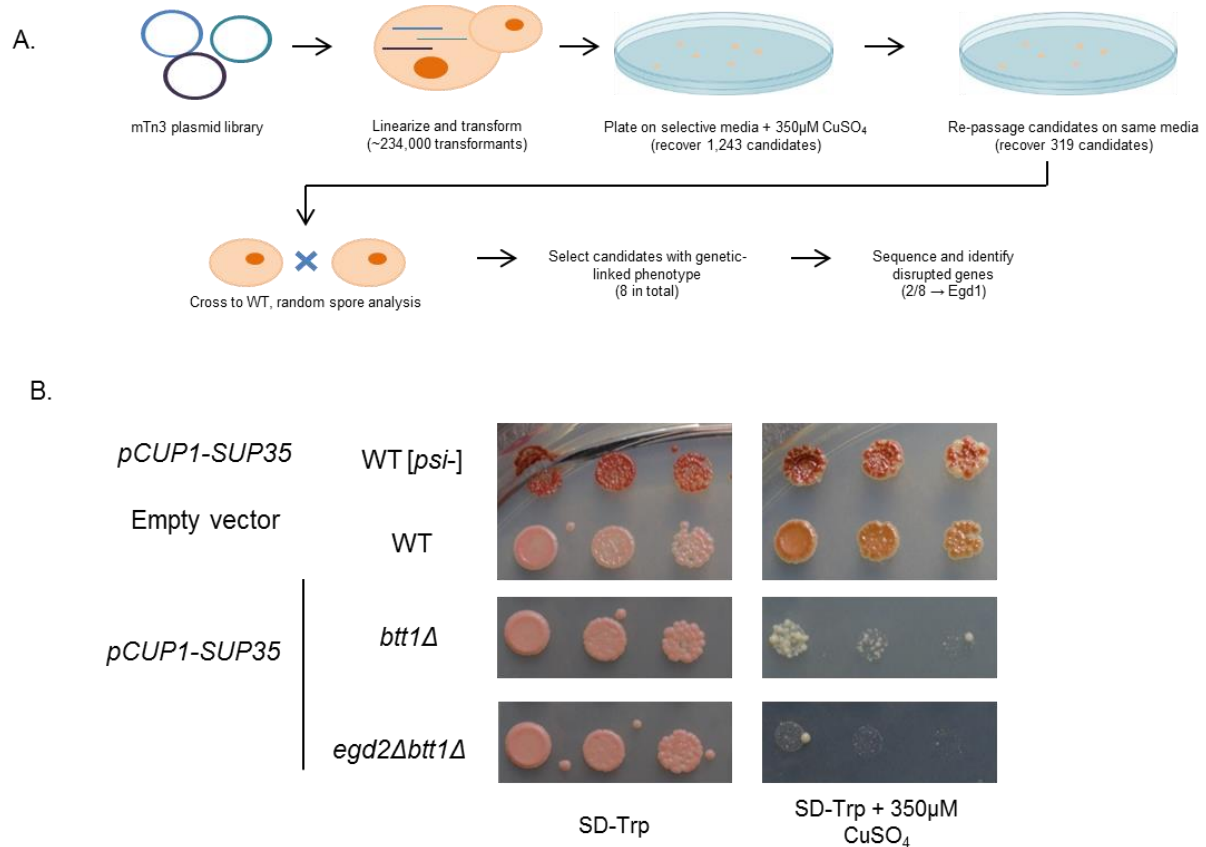 A.
mTn3 plasmid library
Linearize and transform
(~234,000 transformants)
Plate on selective media + 350µM CuSO₄
(recover 1,243 candidates)
Re-passage candidates on same media
(recover 319 candidates)
Cross to WT, random spore analysis
Select candidates with genetic-
linked phenotype
(8 in total)
Sequence and identify
disrupted genes
(2/8 → Egd1)
B.
pCUP1-SUP35
WT [psi-]
Empty vector
WT
pCUP1-SUP35
btt1Δ
egd2Δbtt1Δ
SD-Trp
SD-Trp + 350µM
CuSO₄